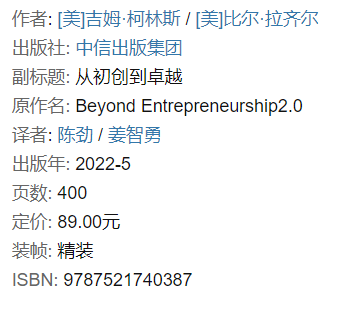 作者: [美]吉姆·柯林斯 / [美]比尔·拉齐尔
出版社: 中信出版集团
副标题: 从初创到卓越
原作名: Beyond Entrepreneurship2.0
译者: 陈劲 / 姜智勇
出版年: 2022-5
页数: 400
定价: 89.00元
装帧: 精装
ISBN: 9787521740387